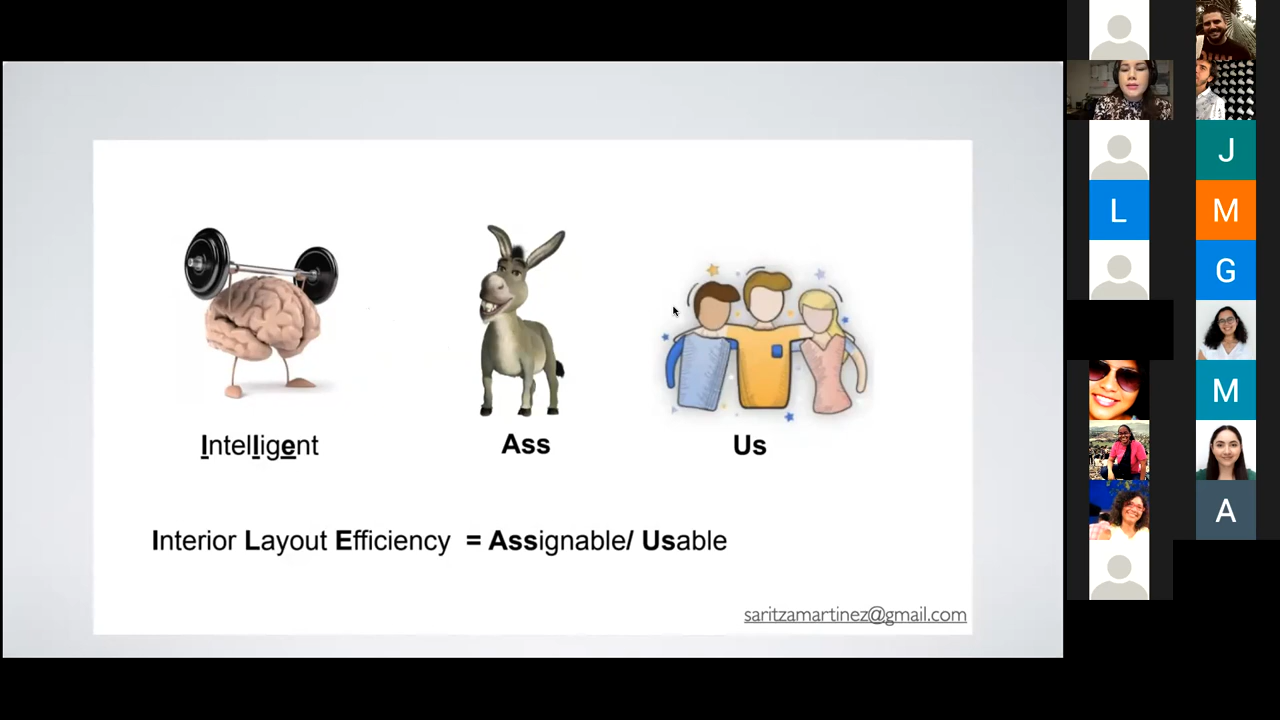 Intelligent
Ass
Us
Interior Layout Efficiency = Assignable/ Usable
saritzamartinez@gmail.com
J
L
M
G
M
A